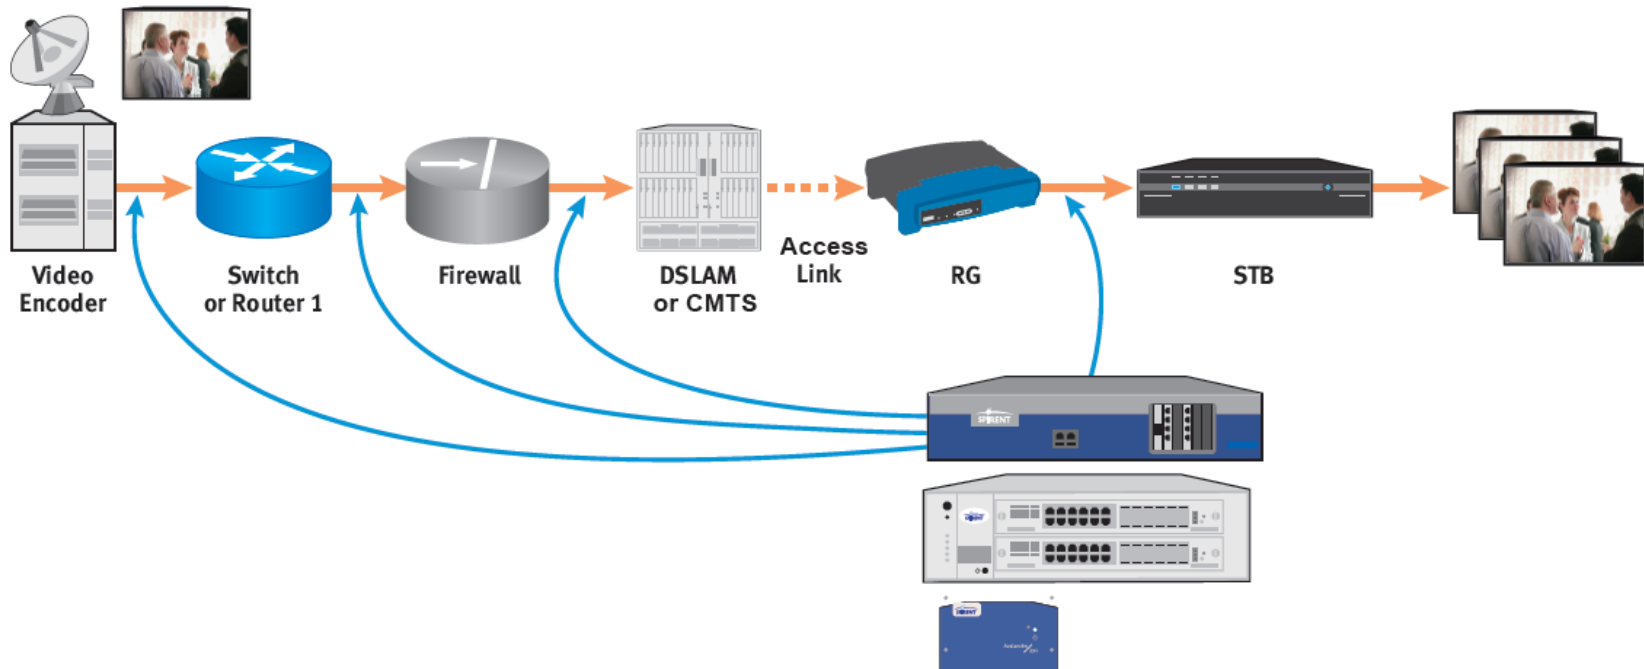 Video
Encoder
Switch
or Router 1
Firewall
DSLAM
or CMTS
Access
Link
RG
STB
SPIRENT